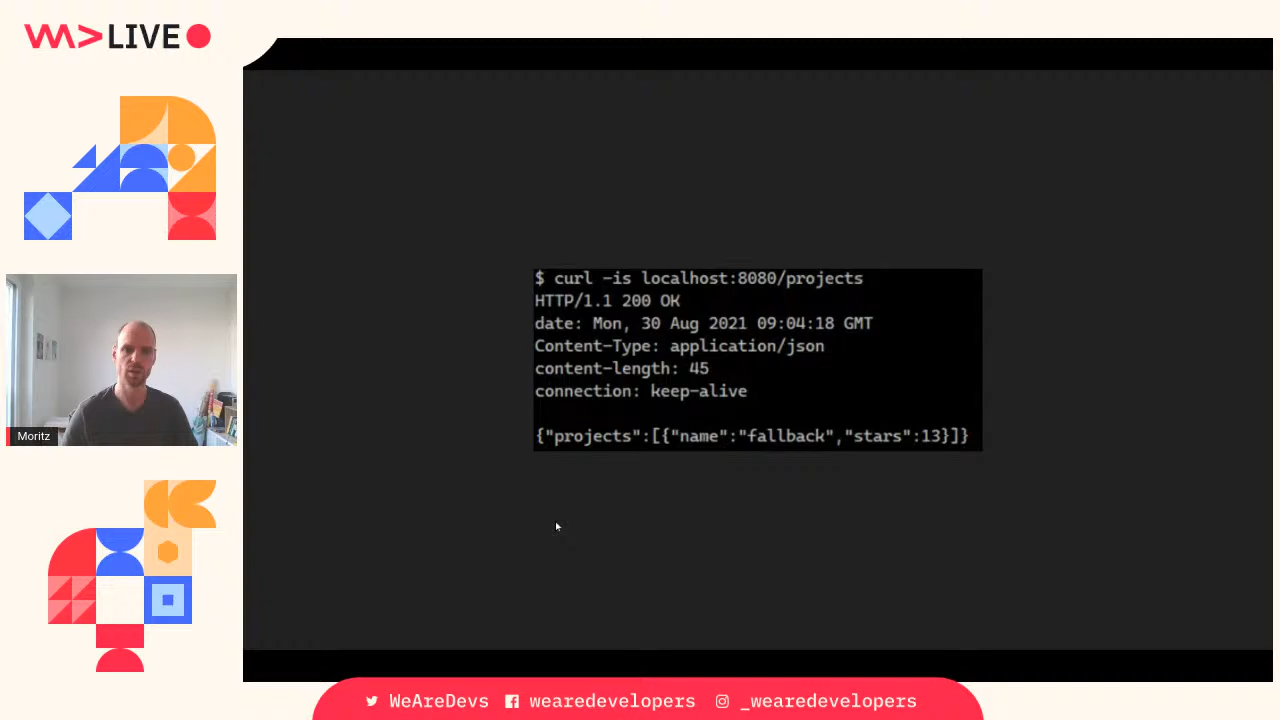 LIVE
$ curl -is localhost:8080/projects
HTTP/1.1 200 OK
date: Mon, 30 Aug 2021 09:04:18 GMT
Content-Type: application/json
content-length: 45
connection: keep-alive
{"projects":[{"name":"fallback","stars":13}]}
Moritz
WeAreDevs wearedevelopers _wearedevelopers